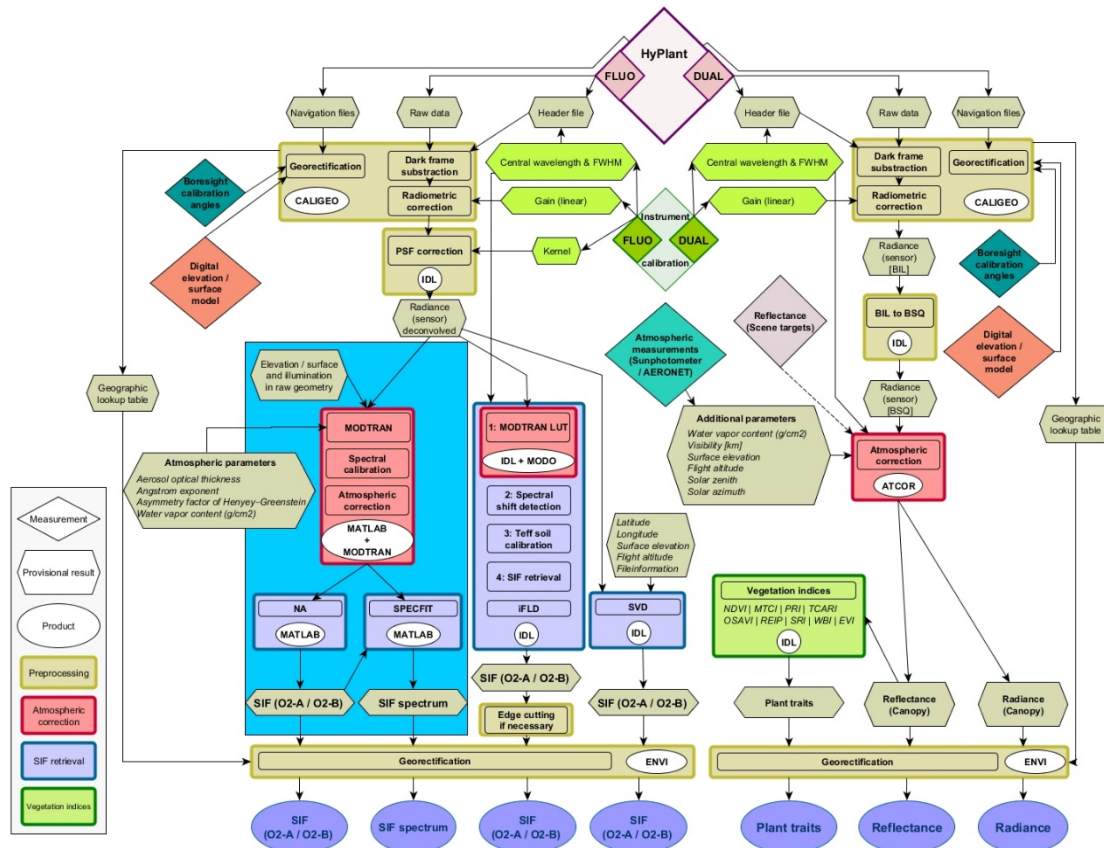 HyPlant
FLUO
DUAL
Navigation files
Raw data
Header file
Header file
Raw data
Navigation files
Georectification
Dark frame
substraction
Central wavelength & FWHM
Central wavelength & FWHM
Dark frame
substraction
Georectification
Boresight
calibration
angles
CALIGEO
Radiometric
correction
Gain (linear)
Instrument
Gain (linear)
Radiometric
correction
CALIGEO
FLUO
DUAL
calibration
PSF correction
IDL
Kernel
Radiance
(sensor)
[BIL]
Boresight
calibration
angles
Digital
elevation /
surface
model
Radiance
(sensor)
deconvolved
Reflectance
(Scene targets)
BIL to BSQ
IDL
Digital
elevation /
surface
model
Atmospheric
measurements
(Sunphotometer
/ AERONET)
Elevation / surface
and illumination in
raw geometry
Geographic
lookup table
Radiance
(sensor)
[BSQ]
Geographic
lookup table
MODTRAN
Spectral
calibration
Atmospheric
correction
MATLAB
+
MODTRAN
Atmospheric parameters
Aerosol optical thickness
Angstrom exponent
Asymmetry factor of Henyey–Greenstein
Water vapor content (g/cm2)
1: MODTRAN LUT
IDL + MODO
2: Spectral
shift detection
3: Teff soil
calibration
4: SIF retrieval
iFLD
IDL
Additional parameters
Water vapor content (g/cm2)
Visibility [km]
Surface elevation
Flight altitude
Solar zenith
Solar azimuth
Atmospheric
correction
ATCOR
Latitude
Longitude
Surface elevation
Flight altitude
Fileinformation
Measurement
Provisional result
Product
Preprocessing
Atmospheric
correction
SIF retrieval
Vegetation indices
NA
MATLAB
SPECFIT
MATLAB
SVD
IDL
Vegetation indices
NDVI | MTCI | PRI | TCARI
OSAVI | REIP | SRI | WBI | EVI
IDL
SIF (O2-A / O2-B)
SIF spectrum
SIF (O2-A / O2-B)
SIF (O2-A / O2-B)
Plant traits
Reflectance
(Canopy)
Radiance
(Canopy)
Edge cutting
if necessary
Georectification
ENVI
Georectification
ENVI
SIF
(O2-A / O2-B)
SIF spectrum
SIF
(O2-A / O2-B)
SIF
(O2-A / O2-B)
Plant traits
Reflectance
Radiance